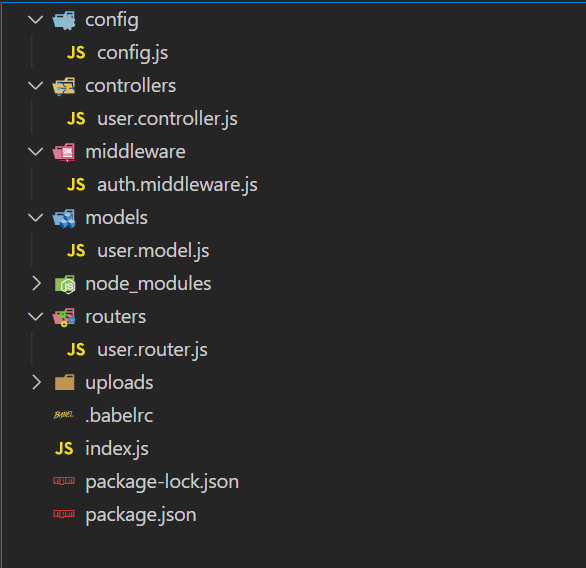 config
JS config.js
controllers
JS user.controller.js
middleware
JS auth.middleware.js
models
JS user.model.js
node_modules
routers
JS user.router.js
uploads
BABEL .babelrc
JS index.js
package-lock.json
package.json